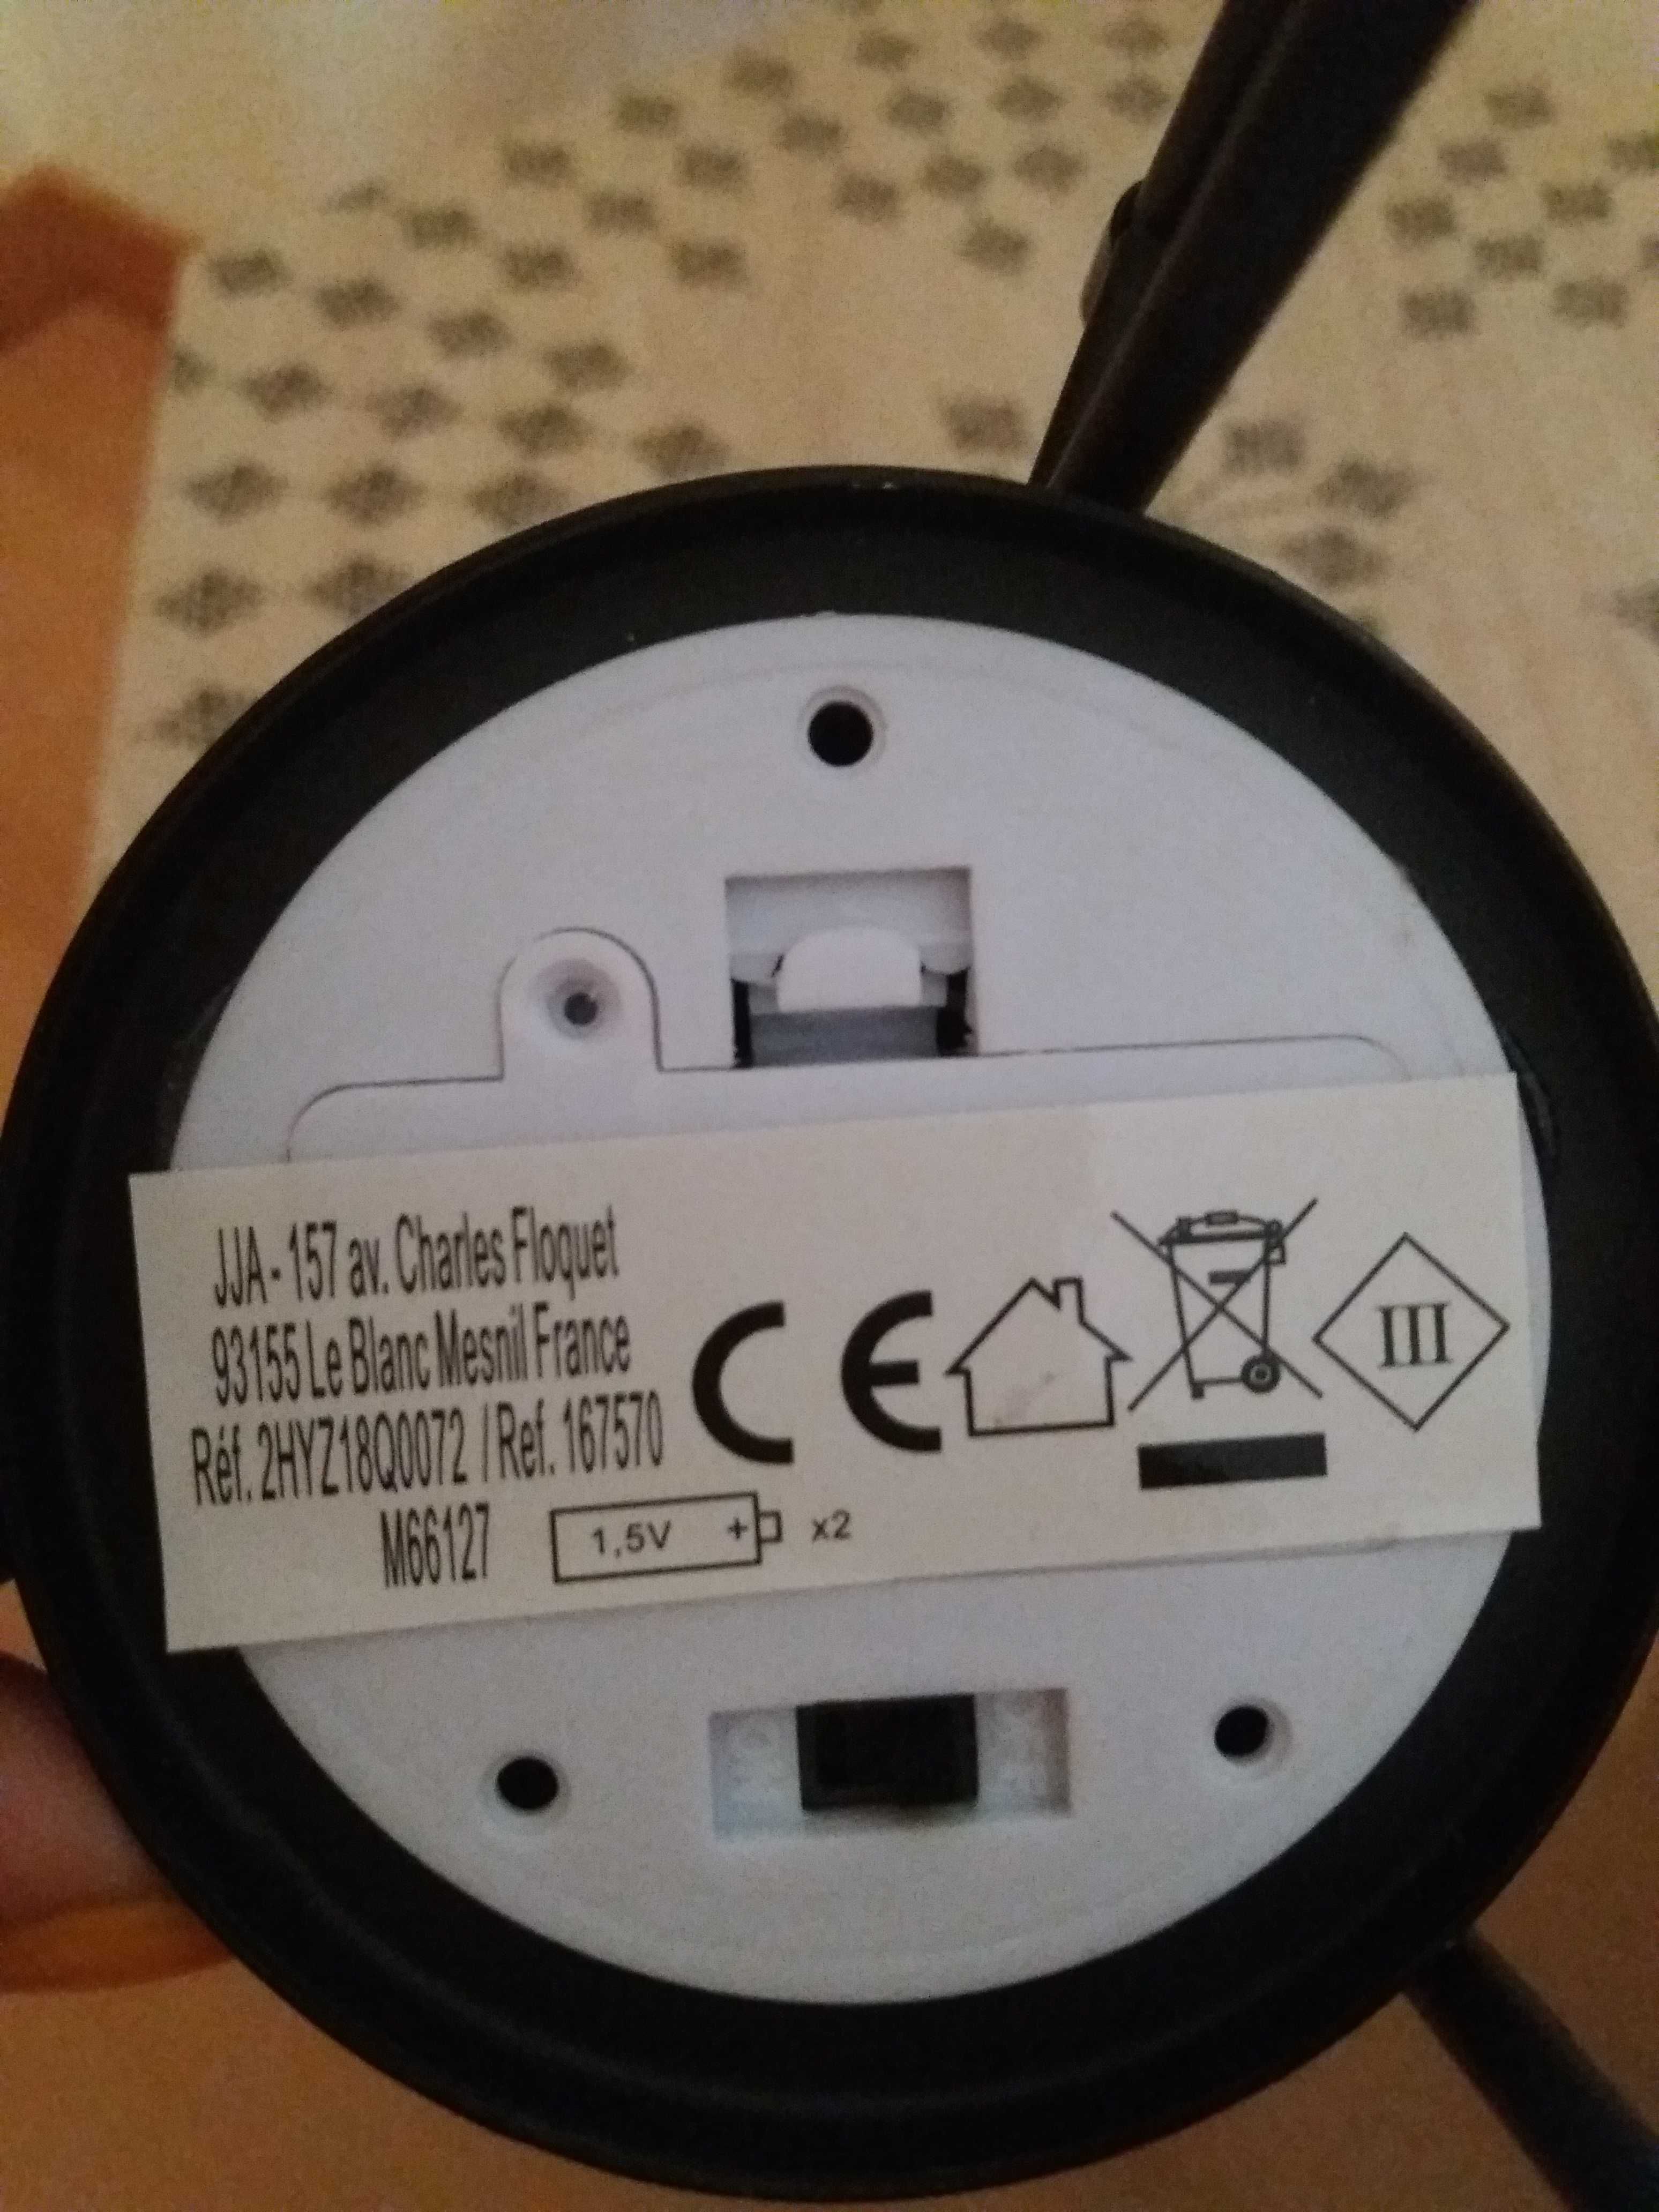 JJA - 157 av. Charles Floquet
93155 Le Blanc Mesnil France
Réf. 2HYZ18Q0072 / Ref. 167570
M66127
1,5V + x2
CE
III